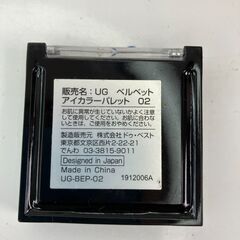 販売名：UG ベルベット
アイカラーパレット 02
お肌に異常が生じていないかよく注意
して使用してください。お肌に合わない
ときは、使用をおやめください。
製造販売元 株式会社ドゥ・ベスト
東京都文京区西片2-22-21
でんわ 03-3815-9011
Designed in Japan
Made in China
UG-BEP-02 1912006A